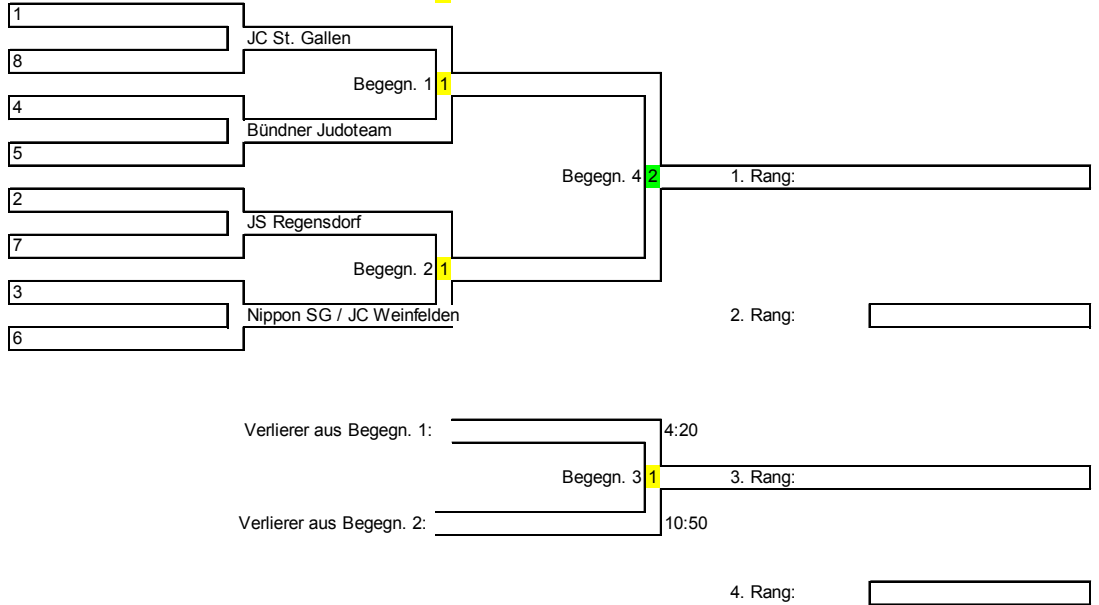 1
JC St. Gallen
8
Begegn. 1 1
4
Bündner Judoteam
5
Begegn. 4 2 1. Rang:
2
JS Regensdorf
7
Begegn. 2 1
3
Nippon SG / JC Weinfelden 2. Rang:
6
Verlierer aus Begegn. 1: 4:20
Begegn. 3 1 3. Rang:
Verlierer aus Begegn. 2: 10:50
4. Rang: